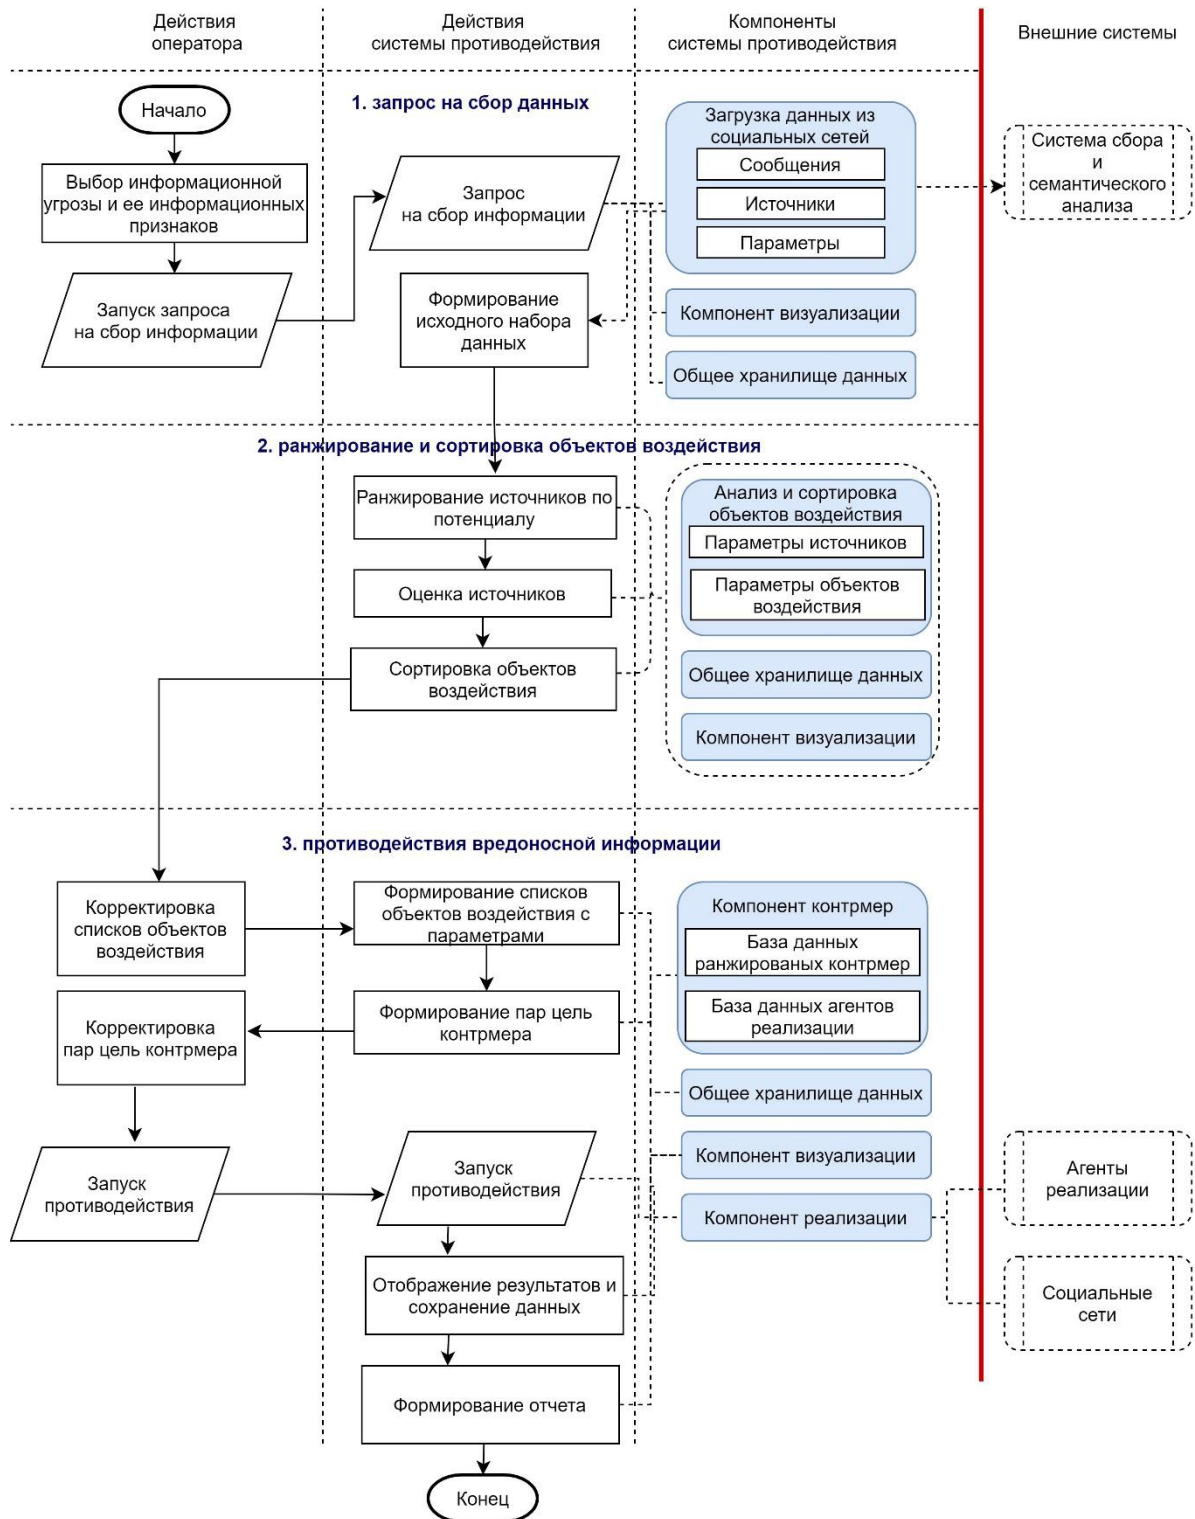 Действия
оператора
Действия
системы противодействия
Компоненты
системы противодействия
Внешние системы
1. запрос на сбор данных
Начало
Выбор информационной
угрозы и ее информационных
признаков
Запуск запроса
на сбор информации
Запрос
на сбор информации
Формирование
исходного набора
данных
Загрузка данных из
социальных сетей
Сообщения
Источники
Параметры
Компонент визуализации
Общее хранилище данных
Система сбора
и
семантического
анализа
2. ранжирование и сортировка объектов воздействия
Ранжирование источников по
потенциалу
Оценка источников
Сортировка объектов
воздействия
Анализ и сортировка
объектов воздействия
Параметры источников
Параметры объектов
воздействия
Общее хранилище данных
Компонент визуализации
3. противодействия вредоносной информации
Корректировка
списков объектов
воздействия
Формирование списков
объектов воздействия с
параметрами
Корректировка
пар цель контрмера
Формирование пар цель
контрмера
Компонент контрмер
База данных
ранжированых контрмер
База данных агентов
реализации
Общее хранилище данных
Компонент визуализации
Компонент реализации
Запуск
противодействия
Запуск
противодействия
Отображение результатов и
сохранение данных
Формирование отчета
Конец
Агенты
реализации
Социальные
сети